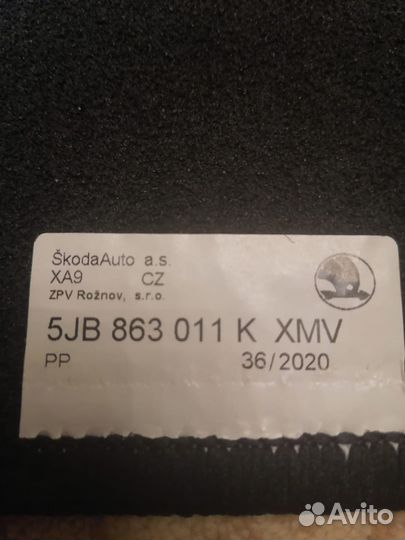 ŠkodaAuto a.s.
XA9 CZ
ZPV Rožnov, s.r.o.
5JB 863 011 K XMV
PP 36/2020
Avito